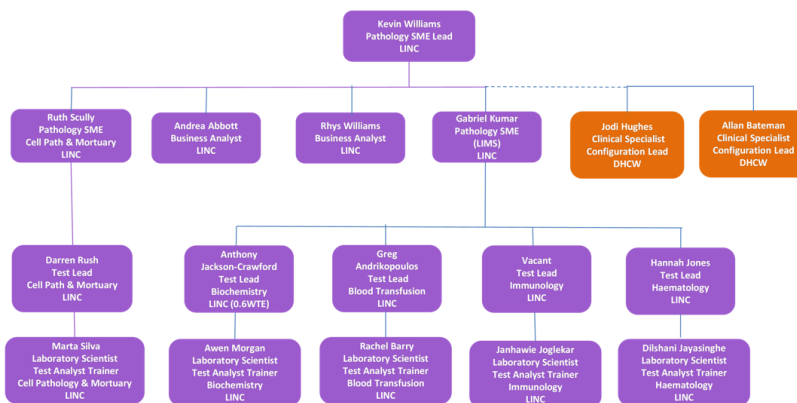 Kevin Williams
Pathology SME Lead
LINC
Ruth Scully
Pathology SME
Cell Path & Mortuary
LINC
Andrea Abbott
Business Analyst
LINC
Rhys Williams
Business Analyst
LINC
Gabriel Kumar
Pathology SME
(LIMS)
LINC
Jodi Hughes
Clinical Specialist
Configuration Lead
DHCW
Allan Bateman
Clinical Specialist
Configuration Lead
DHCW
Darren Rush
Test Lead
Cell Path & Mortuary
LINC
Anthony
Jackson-Crawford
Test Lead
Biochemistry
LINC (0.6WTE)
Greg
Andrikopoulos
Test Lead
Blood Transfusion
LINC
Vacant
Test Lead
Immunology
LINC
Hannah Jones
Test Lead
Haematology
LINC
Marta Silva
Laboratory Scientist
Test Analyst Trainer
Cell Pathology & Mortuary
LINC
Awen Morgan
Laboratory Scientist
Test Analyst Trainer
Biochemistry
LINC
Rachel Barry
Laboratory Scientist
Test Analyst Trainer
Blood Transfusion
LINC
Janhawie Joglekar
Laboratory Scientist
Test Analyst Trainer
Immunology
LINC
Dilshani Jayasinghe
Laboratory Scientist
Test Analyst Trainer
Haematology
LINC